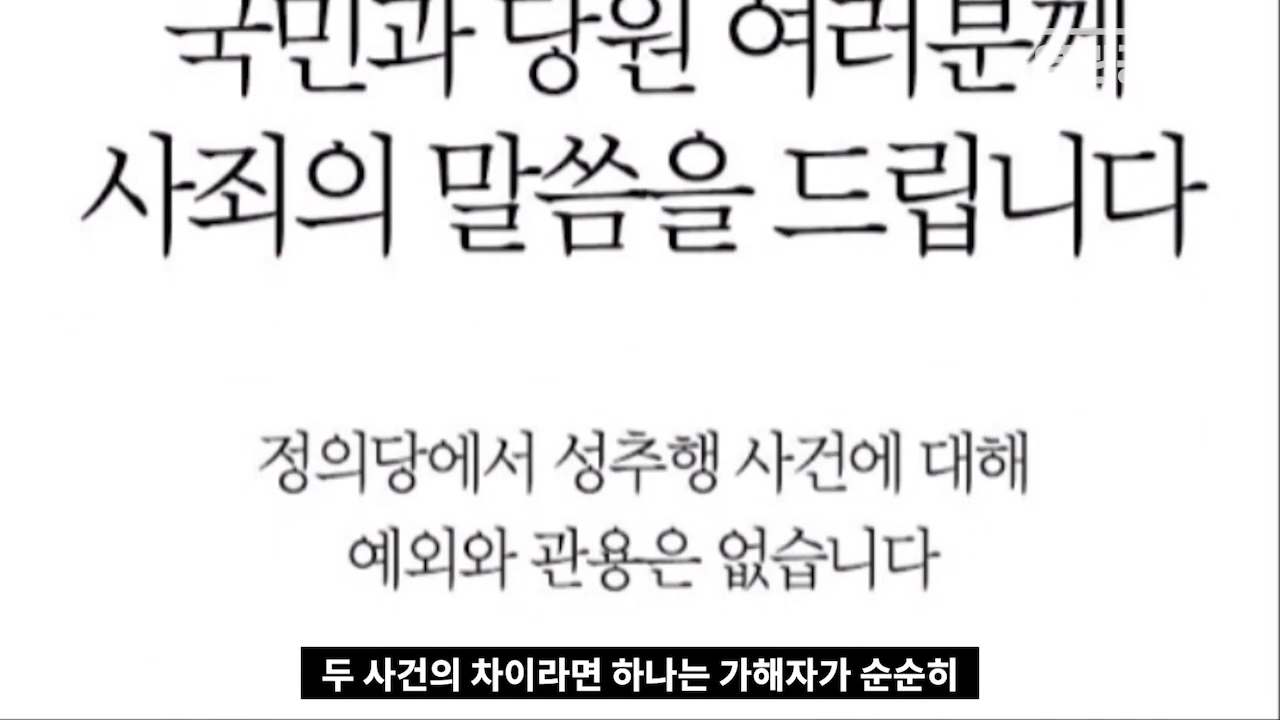 국민과 당원 여러분께
사죄의 말씀을 드립니다
정의당에서 성추행 사건에 대해
예외와 관용은 없습니다
두 사건의 차이라면 하나는 가해자가 순순히